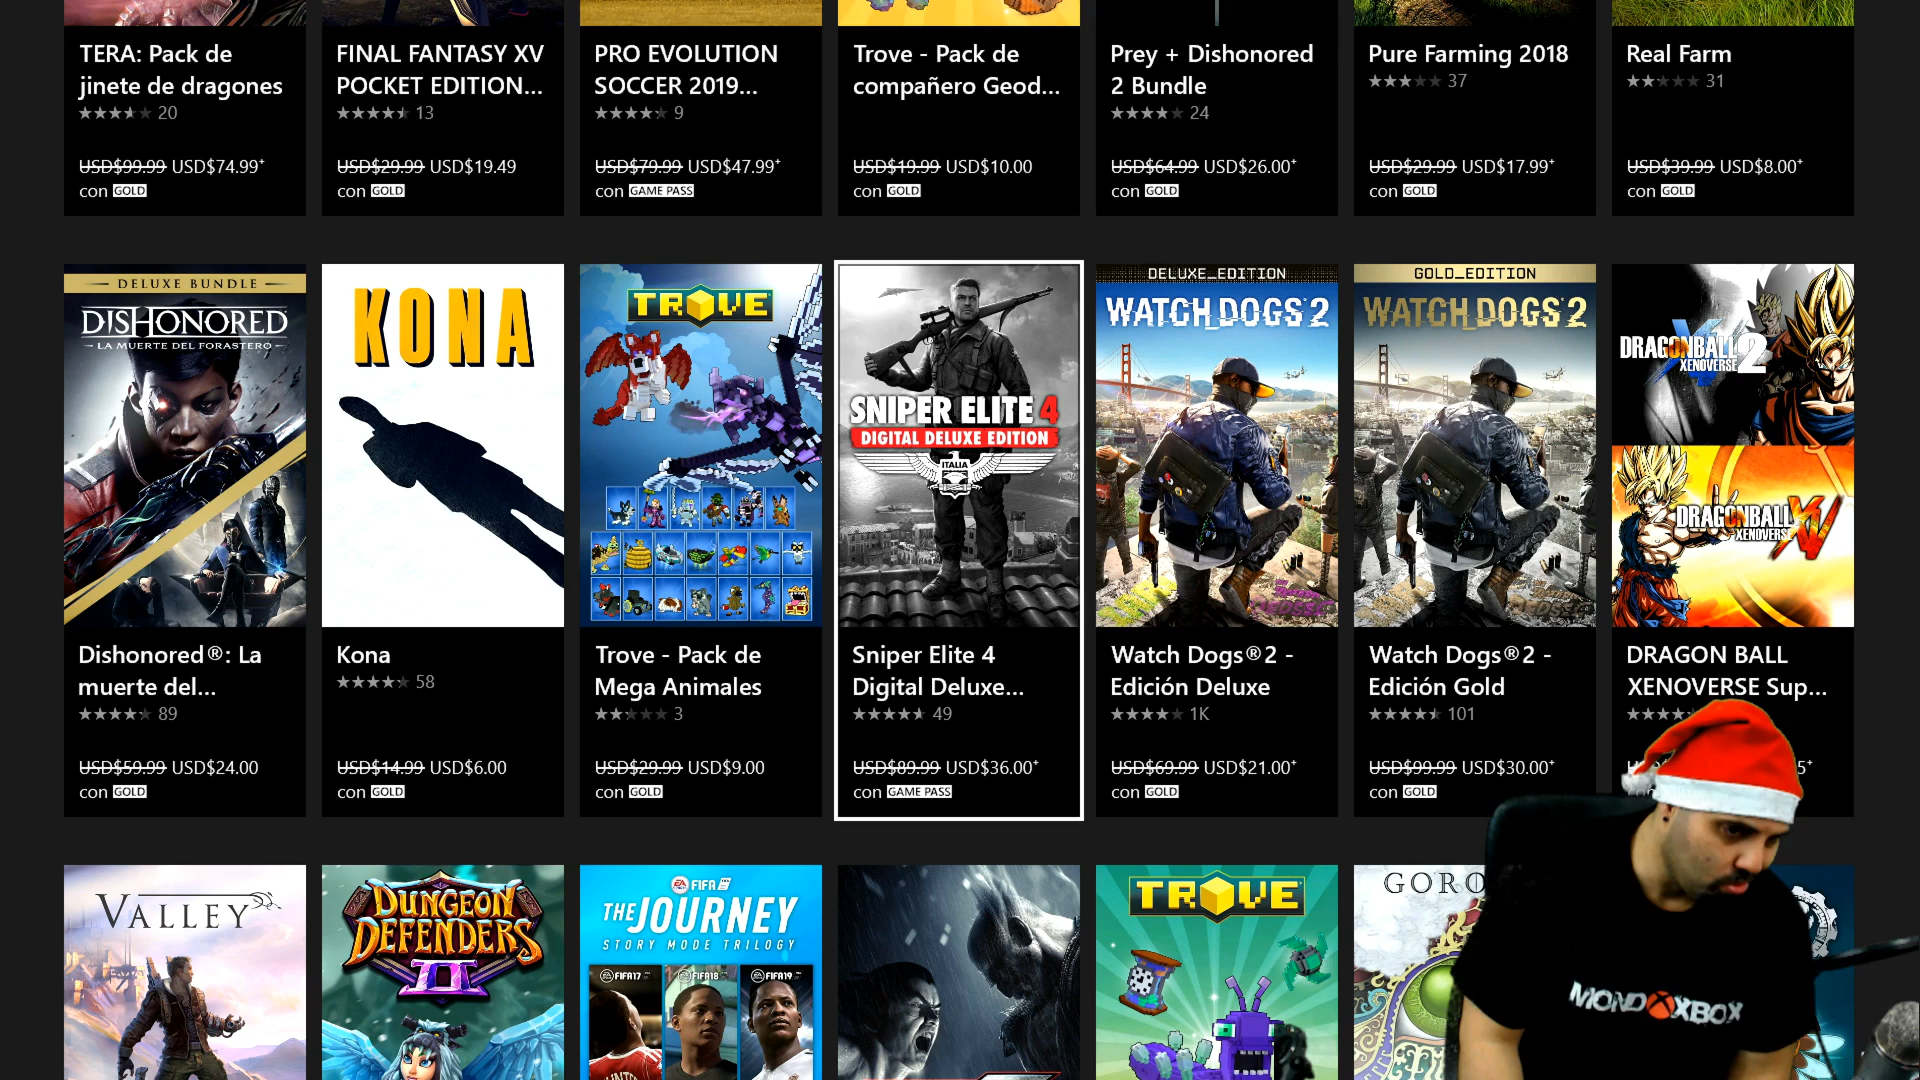 TERA: Pack de
jinete de dragones
20
USD$99.99 USD$74.99+
con GOLD
FINAL FANTASY XV
POCKET EDITION...
13
USD$29.99 USD$19.49
con GOLD
PRO EVOLUTION
SOCCER 2019...
9
USD$79.99 USD$47.99+
con GAME PASS
Trove - Pack de
compañero Geod...
USD$19.99 USD$10.00
con GOLD
Prey + Dishonored
2 Bundle
24
USD$64.99 USD$26.00+
con GOLD
Pure Farming 2018
37
USD$29.99 USD$17.99+
con GOLD
Real Farm
31
USD$39.99 USD$8.00+
con GOLD
DELUXE BUNDLE
DISHONORED
LA MUERTE DEL FORASTERO
Dishonored®: La
muerte del...
89
USD$59.99 USD$24.00
con GOLD
KONA
Kona
58
USD$14.99 USD$6.00
con GOLD
TROVE
Trove - Pack de
Mega Animales
3
USD$29.99 USD$9.00
con GOLD
SNIPER ELITE 4
DIGITAL DELUXE EDITION
ITALIA
Sniper Elite 4
Digital Deluxe...
49
USD$89.99 USD$36.00+
con GAME PASS
DELUXE_EDITION
WATCH_DOGS 2
Watch Dogs®2 -
Edición Deluxe
1K
USD$69.99 USD$21.00+
con GOLD
GOLD_EDITION
WATCH_DOGS 2
Watch Dogs®2 -
Edición Gold
101
USD$99.99 USD$30.00+
con GOLD
DRAGONBALL
XENOVERSE 2
DRAGONBALL XV
XENOVERSE
DRAGON BALL
XENOVERSE Sup...
5+
VALLEY
DUNGEON
DEFENDERS
II
EA SPORTS FIFA
THE JOURNEY
STORY MODE TRILOGY
FIFA17
FIFA18
FIFA19
TROVE
GORO
MONDOXBOX